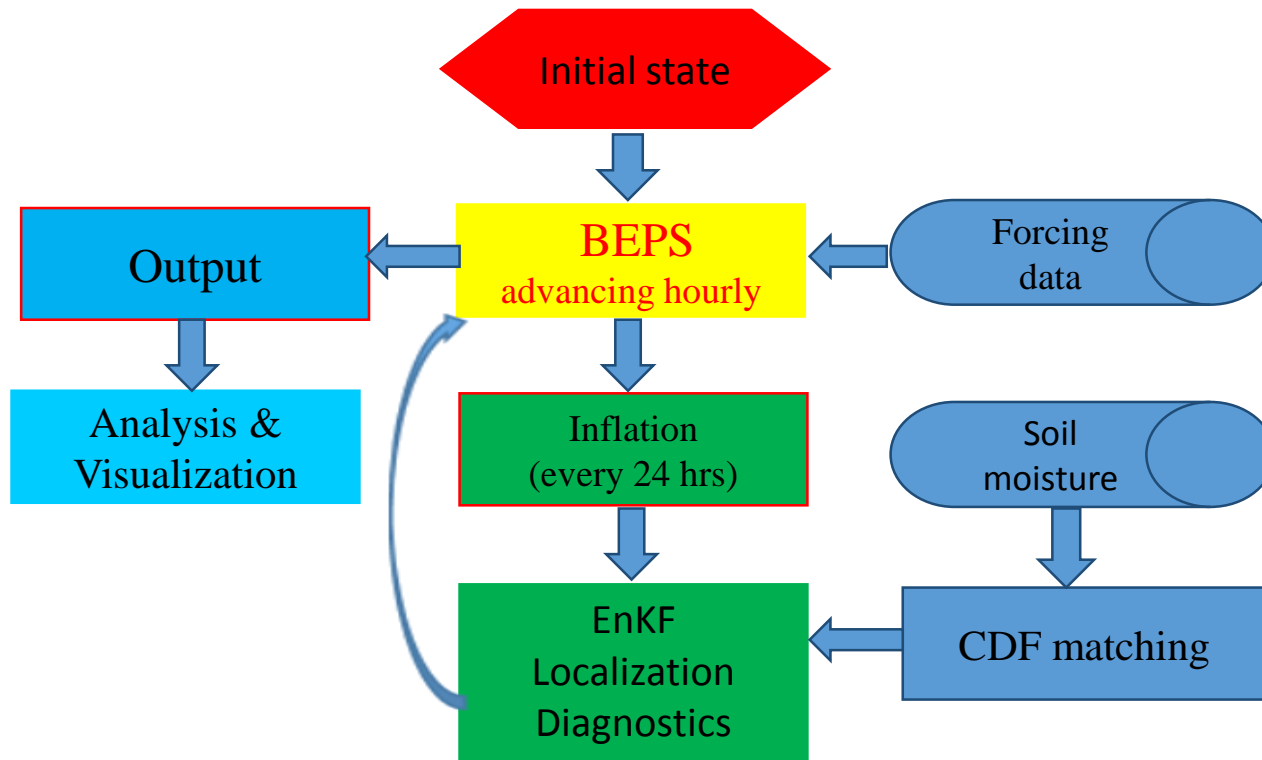 Initial state
BEPS
advancing hourly
Forcing
data
Output
Analysis &
Visualization
Inflation
(every 24 hrs)
Soil
moisture
EnKF
Localization
Diagnostics
CDF matching